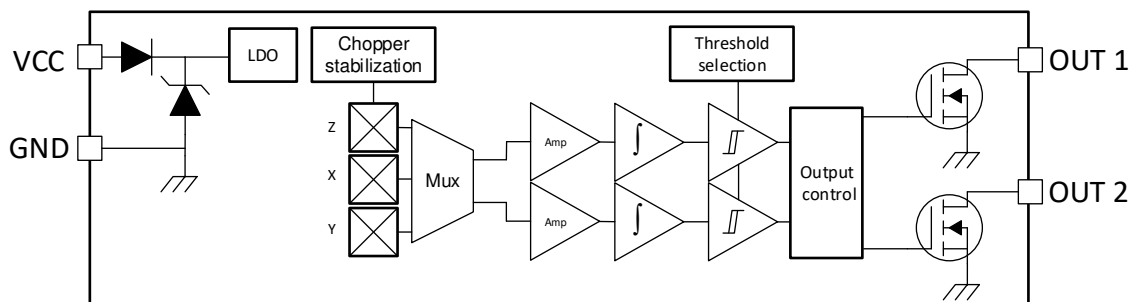 VCC
GND
LDO
Chopper
stabilization
Z
X
Y
Mux
Amp
∫
Amp
∫
Threshold
selection
Output
control
OUT 1
OUT 2